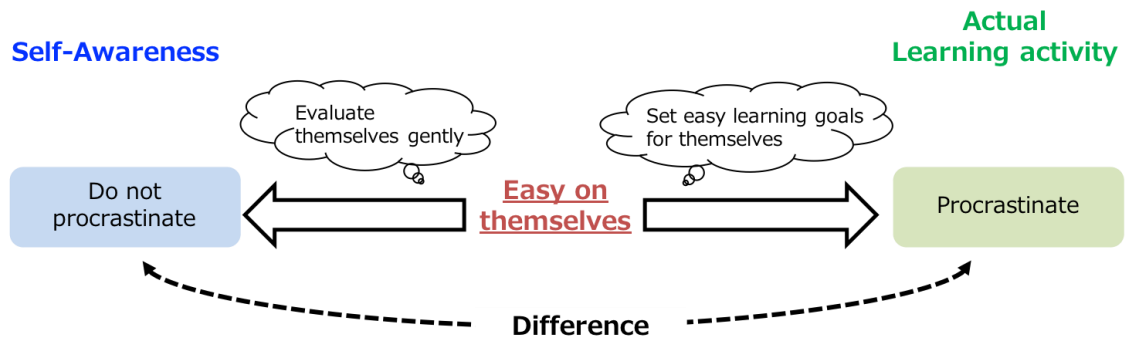 Self-Awareness
Actual
Learning activity
Evaluate
themselves gently
Set easy learning goals
for themselves
Do not
procrastinate
Easy on
themselves
Procrastinate
Difference